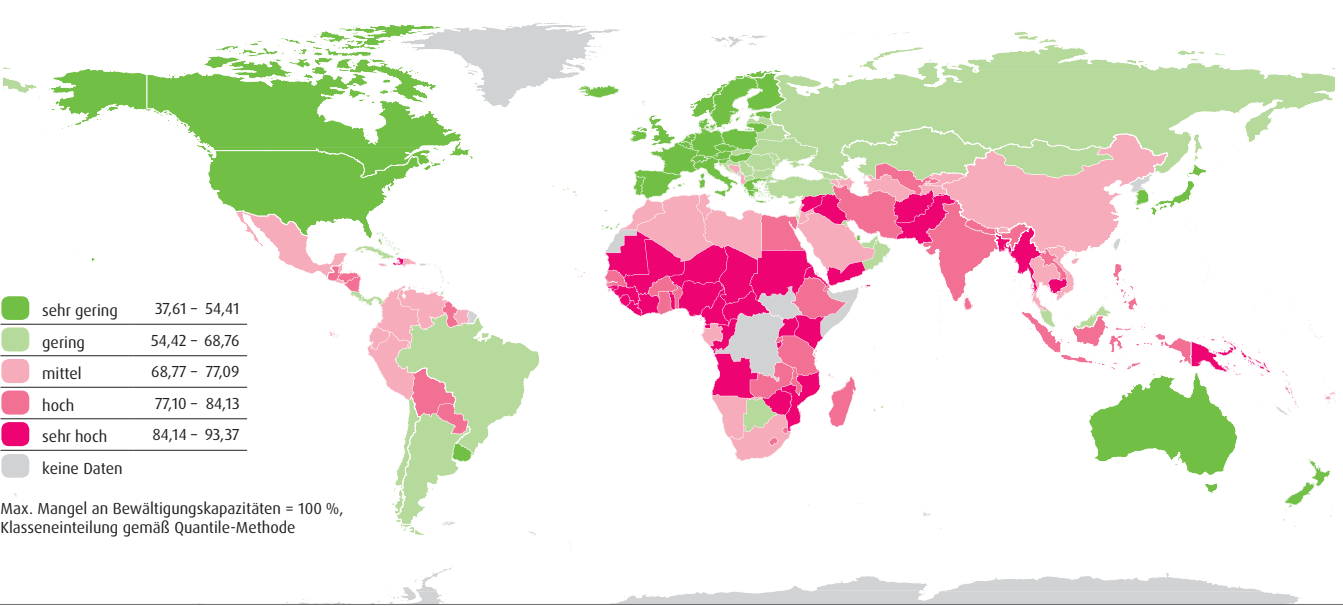 sehr gering 37,61 – 54,41
gering 54,42 – 68,76
mittel 68,77 – 77,09
hoch 77,10 – 84,13
sehr hoch 84,14 – 93,37
keine Daten
Max. Mangel an Bewältigungskapazitäten = 100 %,
Klasseneinteilung gemäß Quantile-Methode